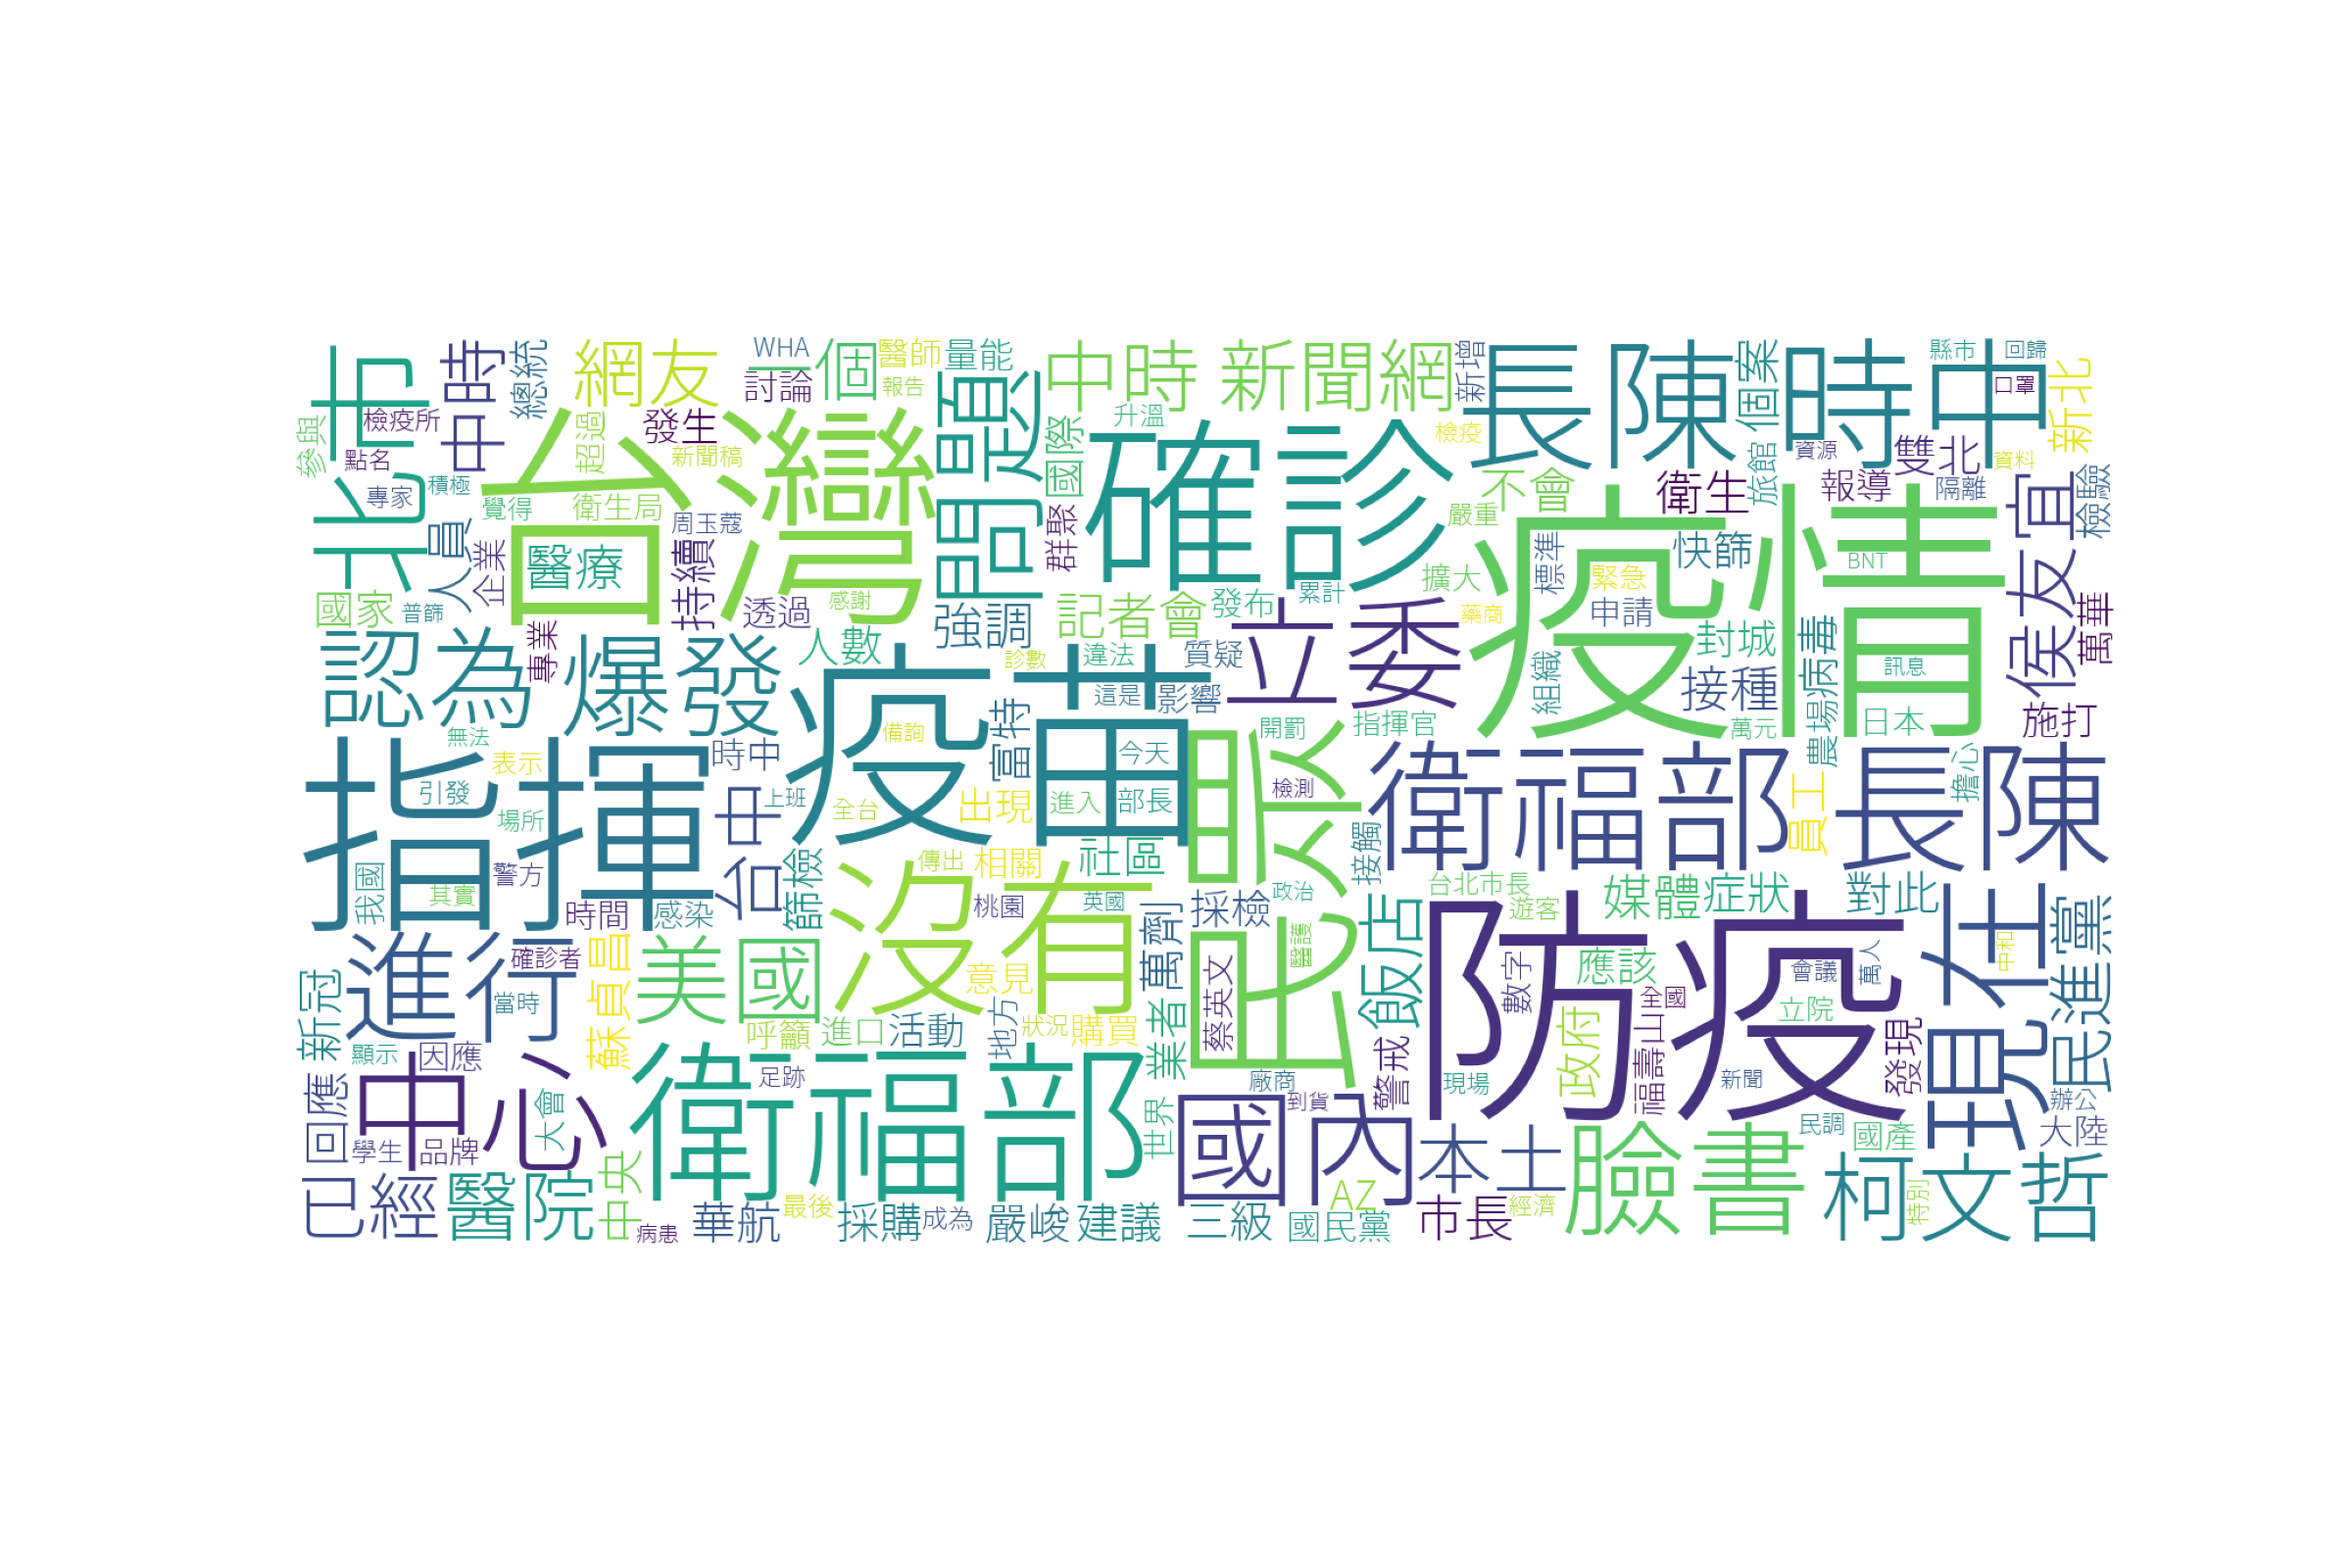 北市
中時
總統
網友
WHA
一個
醫師
量能
報告
討論
問題
中時 新聞網
升溫
新增
長陳時中
個案
縣市
回歸
口罩
新北
參與
檢疫所
點名
專家
積極
台灣
超過
發生
新聞稿
國際
確診
檢疫
不會
衛生
旅館
資源
報導
雙北
資料
隔離
檢驗
侯友宜
萬華
人員
企業
覺得
衛生局
周玉蔻
群聚
嚴重
疫情
標準
快篩
緊急
BNT
國家
普篩
醫療
持續
透過
感謝
強調
記者會
發布
累計
擴大
藥商
申請
封城
農場病毒
訊息
認為
專業
爆發
人數
疫苗
診數
違法
質疑
立委
組織
接種
施打
無法
表示
時中
備詢
富特
這是
影響
今天
開罰
指揮官
萬元
日本
擔心
指揮
引發
場所
台中
上班
全台
出現
進入
部長
民眾
檢測
接觸
衛福部長陳
員工
我國
其實
警方
時間
感染
篩檢
沒有
傳出
相關
社區
桃園
英國
萬劑
採檢
政治
飯店
台北市長
遊客
媒體
症狀
對此
現在
民進黨
新冠
進行
確診者
當時
蘇貞昌
美國
意見
蔡英文
醫護
防疫
數字
應該
會議
萬人
中和
顯示
因應
呼籲
進口
活動
地方
狀況
購買
業者
警戒
現場
政府
福壽山
全國
立院
新聞
發現
回應
學生
中心
品牌
大會
衛福部
足跡
世界
廠商
到貨
國內
本土
臉書
民調
國產
辦公
大陸
已經
醫院
中央
病患
華航
最後
採購
成為
嚴峻
建議
三級
國民黨
AZ
市長
經濟
柯文哲
特別